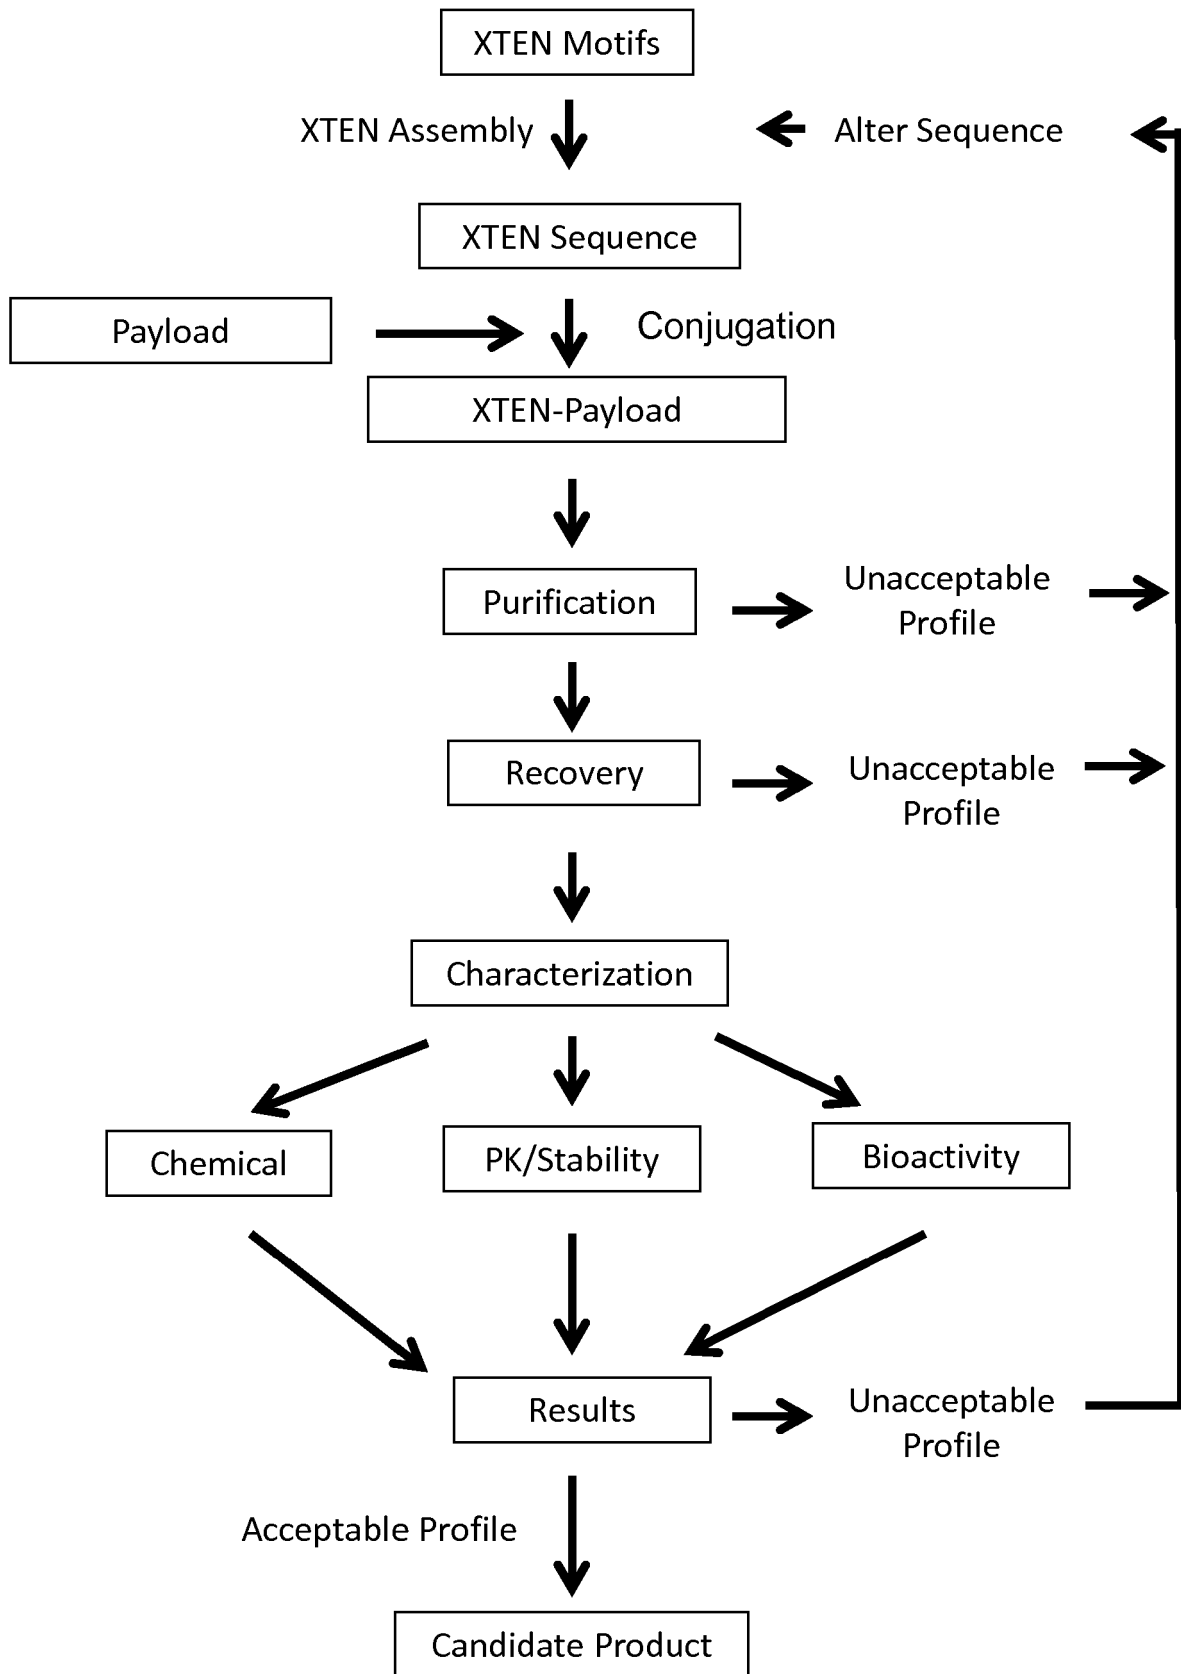 XTEN Motifs
XTEN Assembly
Alter Sequence
XTEN Sequence
Payload
Conjugation
XTEN-Payload
Purification
Unacceptable
Profile
Recovery
Unacceptable
Profile
Characterization
Chemical
PK/Stability
Bioactivity
Results
Unacceptable
Profile
Acceptable Profile
Candidate Product